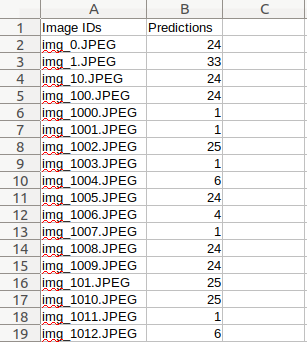 A B C
1 Image IDs Predictions
2 img_0.JPEG 24
3 img_1.JPEG 33
4 img_10.JPEG 24
5 img_100.JPEG 24
6 img_1000.JPEG 1
7 img_1001.JPEG 1
8 img_1002.JPEG 25
9 img_1003.JPEG 1
10 img_1004.JPEG 6
11 img_1005.JPEG 24
12 img_1006.JPEG 4
13 img_1007.JPEG 1
14 img_1008.JPEG 24
15 img_1009.JPEG 24
16 img_101.JPEG 25
17 img_1010.JPEG 25
18 img_1011.JPEG 1
19 img_1012.JPEG 6